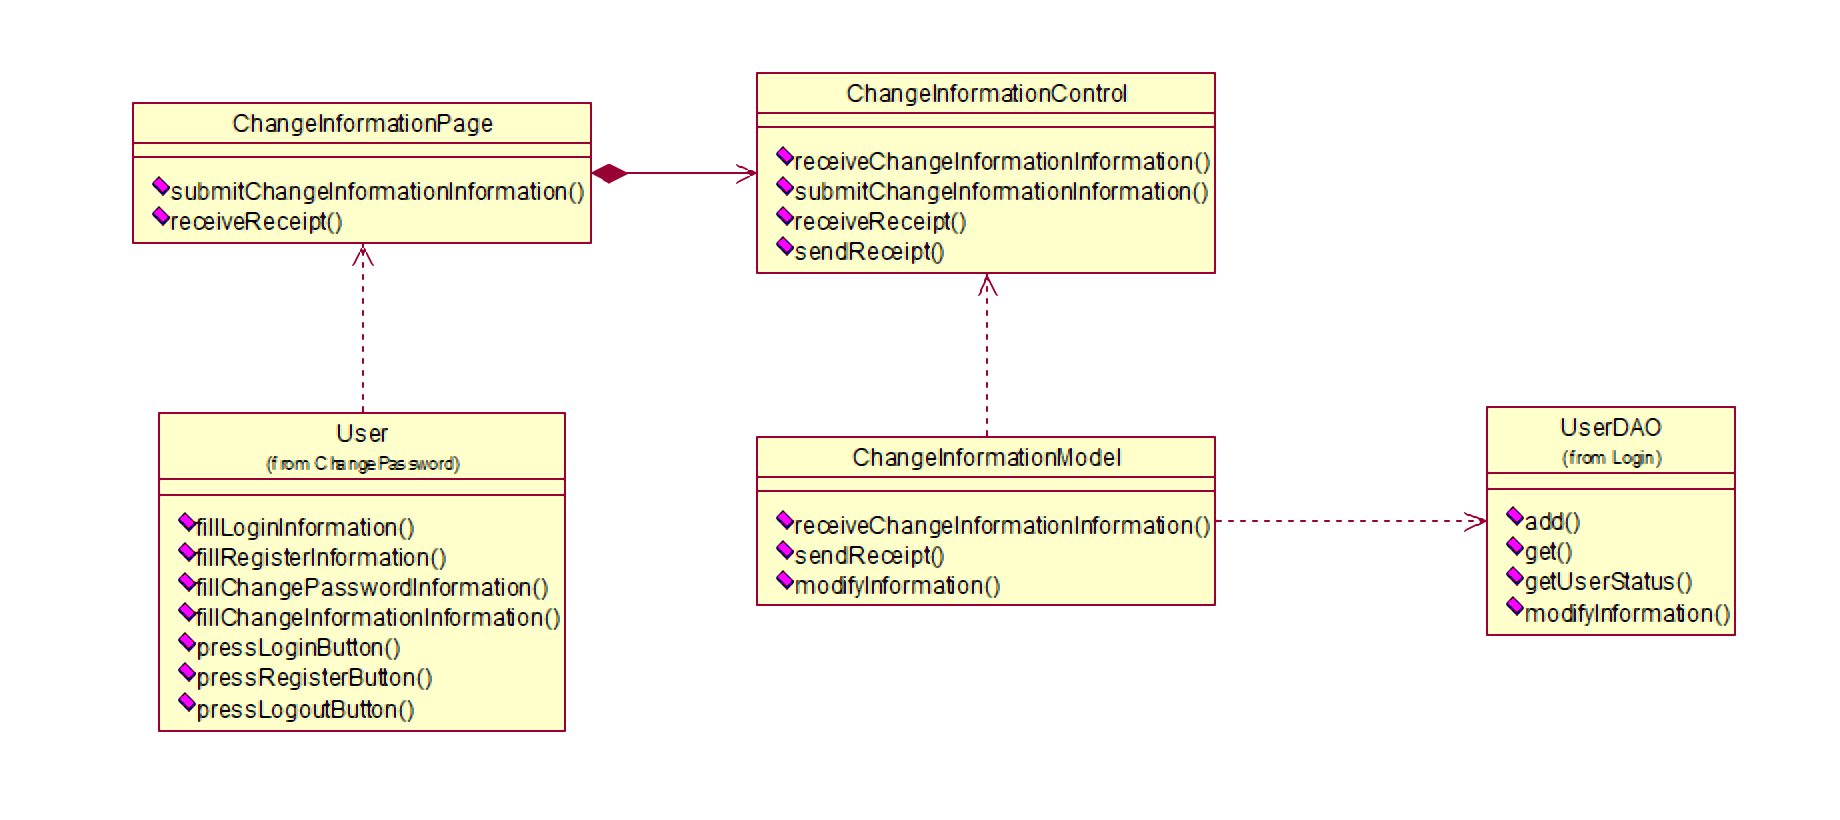 ChangeInformationPage
submitChangeInformationInformation()
receiveReceipt()
ChangeInformationControl
receiveChangeInformationInformation()
submitChangeInformationInformation()
receiveReceipt()
sendReceipt()
User
(from ChangePassword)
fillLoginInformation()
fillRegisterInformation()
fillChangePasswordInformation()
fillChangeInformationInformation()
pressLoginButton()
pressRegisterButton()
pressLogoutButton()
ChangeInformationModel
receiveChangeInformationInformation()
sendReceipt()
modifyInformation()
UserDAO
(from Login)
add()
get()
getUserStatus()
modifyInformation()